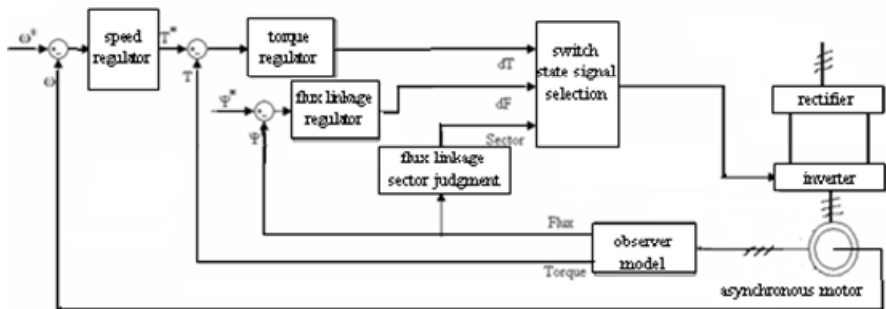 ω*
ω
speed
regulator
T*
T
torque
regulator
dT
Ψ*
Ψ
flux linkage
regulator
dF
Sector
flux linkage
sector judgment
switch
state signal
selection
rectifier
inverter
Flux
Torque
observer
model
asynchronous motor